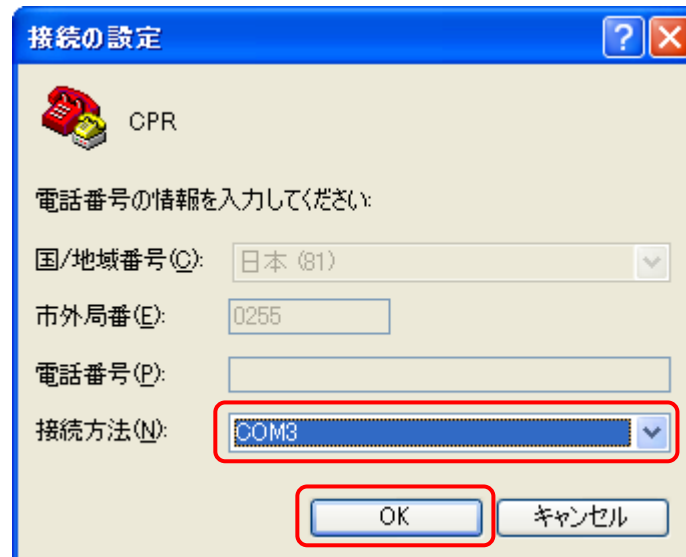 接続の設定
CPR
電話番号の情報を入力してください:
国/地域番号(C): 日本 (81)
市外局番(E): 0255
電話番号(P):
接続方法(N): COM3
OK キャンセル